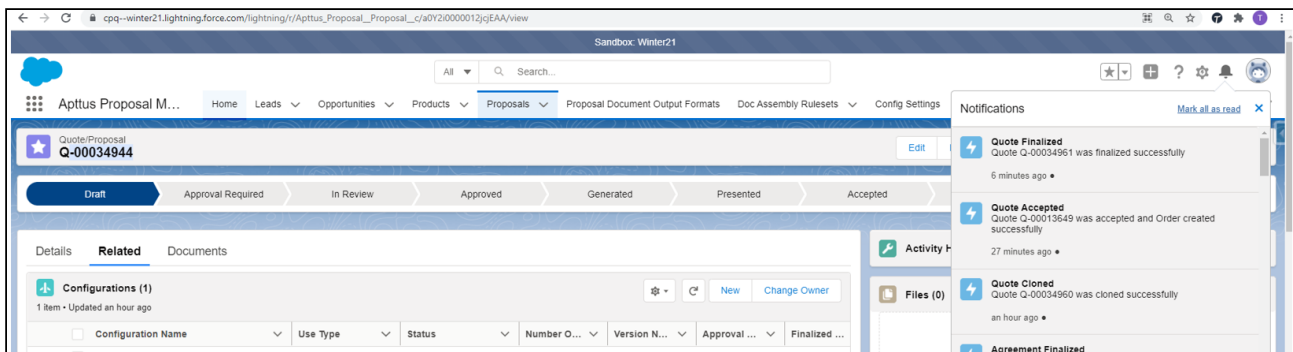 cpq--winter21.lightning.force.com/lightning/r/Apttus_Proposal__Proposal__c/a0Y2i0000012jcjEAA/view
T
Sandbox: Winter21
All
Search...
Apttus Proposal M...
Home
Leads
Opportunities
Products
Proposals
Proposal Document Output Formats
Doc Assembly Rulesets
Config Settings
Notifications
Mark all as read
Quote/Proposal
Q-00034944
Edit
Draft
Approval Required
In Review
Approved
Generated
Presented
Accepted
Details
Related
Documents
Configurations (1)
1 item • Updated an hour ago
New
Change Owner
Configuration Name
Use Type
Status
Number O...
Version N...
Approval ...
Finalized ...
Activity H
Files (0)
Quote Finalized
Quote Q-00034961 was finalized successfully
6 minutes ago •
Quote Accepted
Quote Q-00013649 was accepted and Order created
successfully
27 minutes ago •
Quote Cloned
Quote Q-00034960 was cloned successfully
an hour ago •
Agreement Finalized